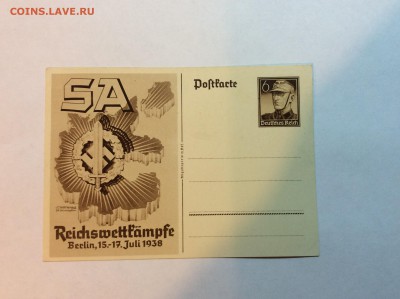 COINS.LAVE.RU
SA
Reichswettkämpfe
Berlin, 15.-17. Juli 1938
Postkarte
6
Deutsches Reich